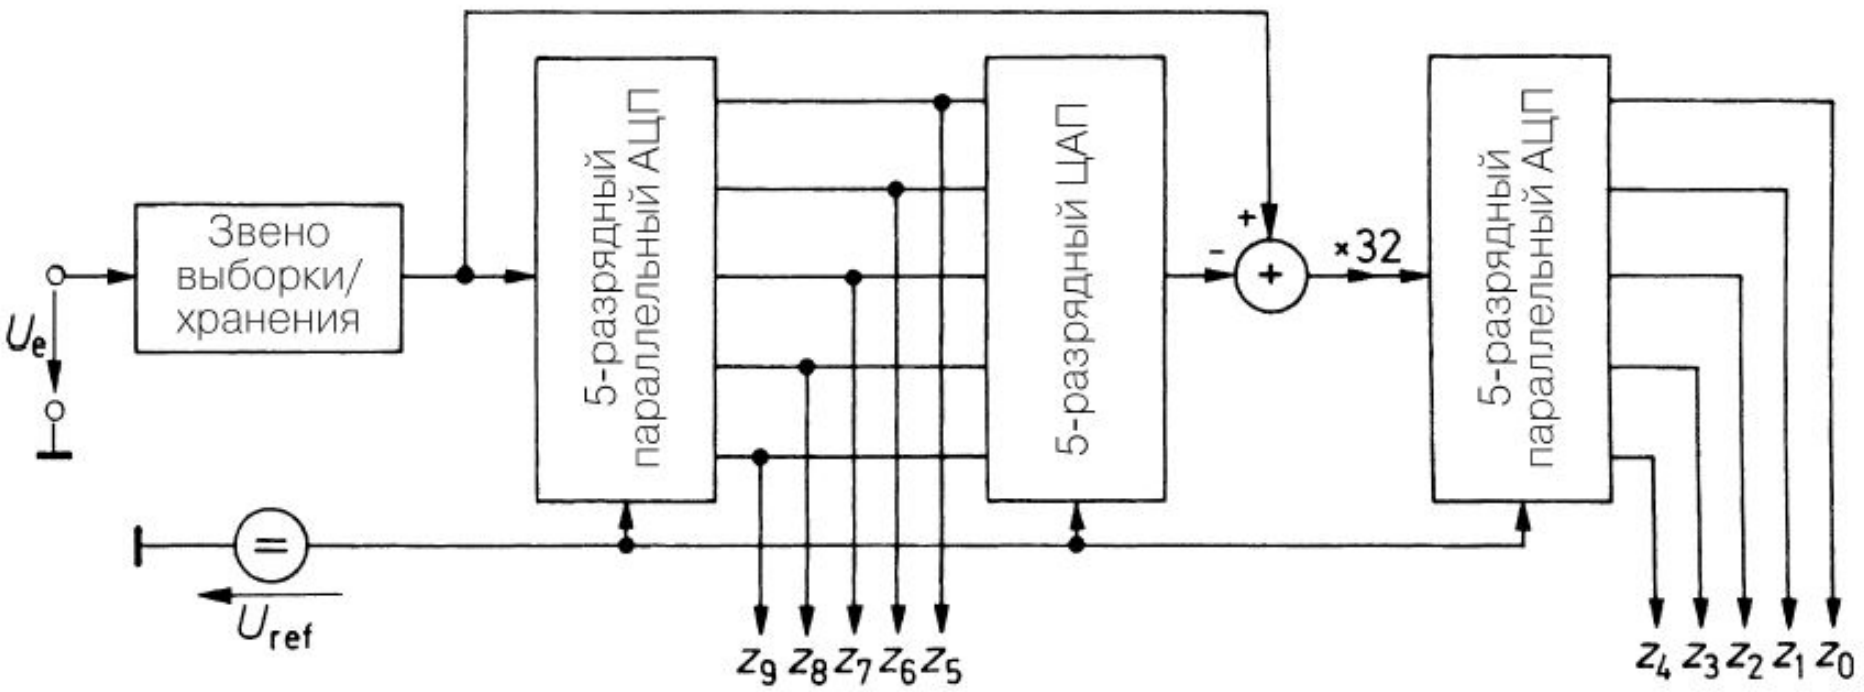 Звено
выборки/
хранения
5-разрядный
параллельный АЦП
5-разрядный ЦАП
5-разрядный
параллельный АЦП
+
-
+
×32
Ue
=
Uref
z9 z8 z7 z6 z5
z4 z3 z2 z1 z0